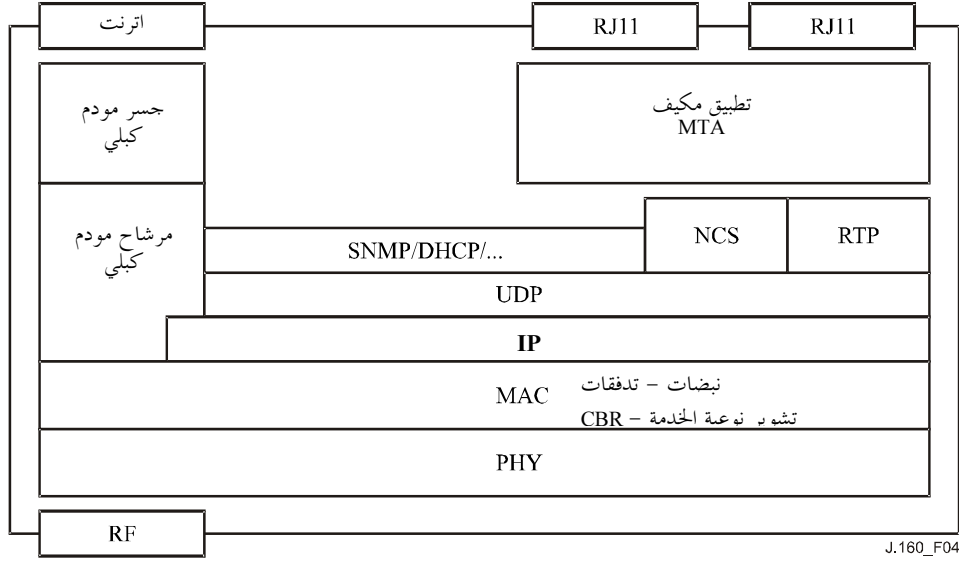 اترنت
RJ11
RJ11
جسر مودم
كبلي
تطبيق مكيف
MTA
مرشاح مودم
كبلي
SNMP/DHCP/...
NCS
RTP
UDP
IP
MAC
نبضات – تدفقات
تشوير نوعية الخدمة – CBR
PHY
RF
J.160_F04